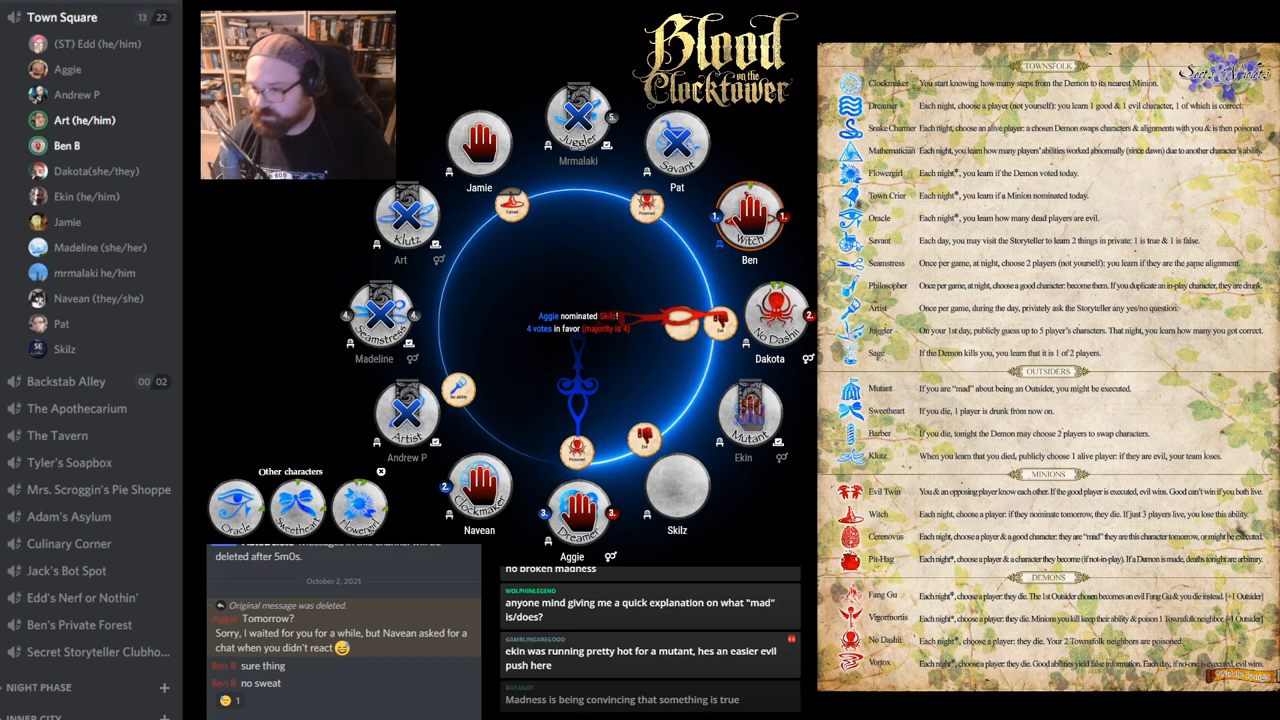 Town Square
13 22
(ST) Edd (he/him)
Aggie
Andrew P
Art (he/him)
Ben B
Dakota(she/they)
Ekin (he/him)
Jamie
Madeline (she/her)
mrmalaki he/him
Navean (they/she)
Pat
SE Skilz
Backstab Alley
00 02
The Apothecarium
The Tavern
Tyler's Soapbox
Mrs. Scroggin's Pie Shoppe
Adam's Asylum
Culinary Corner
Jack's Bot Spot
Edd's Nerf or Nothin'
Ben's Private Forest
Secret Storyteller Clubho...
NIGHT PHASE
INNER CITY
Blood
on the
Clocktower
Juggler
5.
Mrmalaki
Jamie
Cursed
Savant
Pat
Poisoned
Klutz
Art
Witch
1.
1.
Ben
Seamstress
4.
4.
Madeline
No Dashii
2.
Dakota
Evil
Aggie nominated Skilz!
4 votes in favor (majority is 4)
Artist
Andrew P
No ability
Mutant
Ekin
Evil
Poisoned
Clockmaker
2.
Navean
Dreamer
3.
3.
Aggie
Skilz
Other characters
Oracle
Sweetheart
Flowergirl
deleted after 5m0s.
October 2, 2021
Original message was deleted.
Aggie Tomorrow?
Sorry, I waited for you for a while, but Navean asked for a
chat when you didn't react
Ben B sure thing
Ben B no sweat
1
no broken madness
WOLPHINLEGEND
anyone mind giving me a quick explanation on what "mad"
is/does?
GAMBLINGAREGOOD
ekin was running pretty hot for a mutant, hes an easier evil
push here
Madness is being convincing that something is true
TOWNSFOLK
Clockmaker You start knowing how many steps from the Demon to its nearest Minion.
Dreamer Each night, choose a player (not yourself): you learn 1 good & 1 evil character, 1 of which is correct.
Snake Charmer Each night, choose an alive player: a chosen Demon swaps characters & alignments with you & is then poisoned.
Mathematician Each night, you learn how many players' abilities worked abnormally (since dawn) due to another character's ability.
Flowergirl Each night*, you learn if the Demon voted today.
Town Crier Each night*, you learn if a Minion nominated today.
Oracle Each night*, you learn how many dead players are evil.
Savant Each day, you may visit the Storyteller to learn 2 things in private: 1 is true & 1 is false.
Seamstress Once per game, at night, choose 2 players (not yourself): you learn if they are the same alignment.
Philosopher Once per game, at night, choose a good character: become them. If you duplicate an in-play character, they are drunk.
Artist Once per game, during the day, privately ask the Storyteller any yes/no question.
Juggler On your 1st day, publicly guess up to 5 player's characters. That night, you learn how many you got correct.
Sage If the Demon kills you, you learn that it is 1 of 2 players.
OUTSIDERS
Mutant If you are "mad" about being an Outsider, you might be executed.
Sweetheart If you die, 1 player is drunk from now on.
Barber If you die, tonight the Demon may choose 2 players to swap characters.
Klutz When you learn that you died, publicly choose 1 alive player: if they are evil, your team loses.
MINIONS
Evil Twin You & an opposing player know each other. If the good player is executed, evil wins. Good can't win if you both live.
Witch Each night, choose a player: if they nominate tomorrow, they die. If just 3 players live, you lose this ability.
Cerenovus Each night, choose a player & a good character: they are "mad" they are this character tomorrow, or might be executed.
Pit-Hag Each night*, choose a player & a character they become (if not-in-play). If a Demon is made, deaths tonight are arbitrary.
DEMONS
Fang Gu Each night*, choose a player: they die. The 1st Outsider chosen becomes an evil Fang Gu & you die instead. [+1 Outsider]
Vigormortis Each night*, choose a player: they die. Minions you kill keep their ability & poison 1 Townsfolk neighbor. [-1 Outsider]
No Dashii Each night*, choose a player: they die. Your 2 Townsfolk neighbors are poisoned.
Vortox Each night*, choose a player: they die. Good abilities yield false information. Each day, if no-one is executed, evil wins.